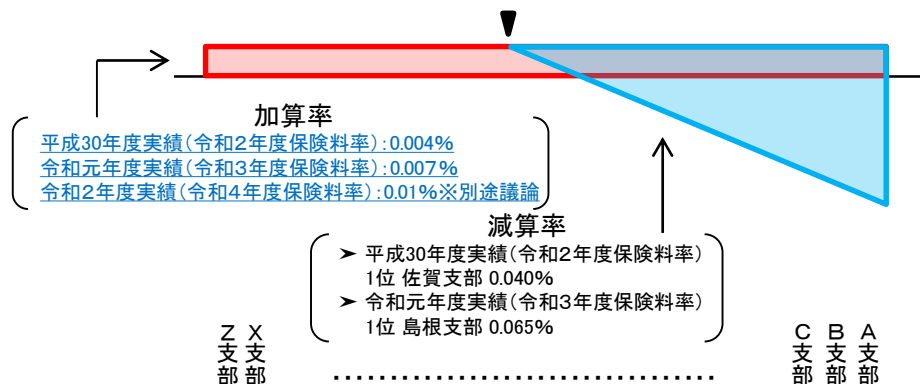 加算率
平成30年度実績(令和2年度保険料率):0.004%
令和元年度実績(令和3年度保険料率):0.007%
令和2年度実績(令和4年度保険料率):0.01%※別途議論
減算率
➤ 平成30年度実績(令和2年度保険料率)
1位 佐賀支部 0.040%
➤ 令和元年度実績(令和3年度保険料率)
1位 島根支部 0.065%
Z支部
X支部
………………………………
C支部
B支部
A支部